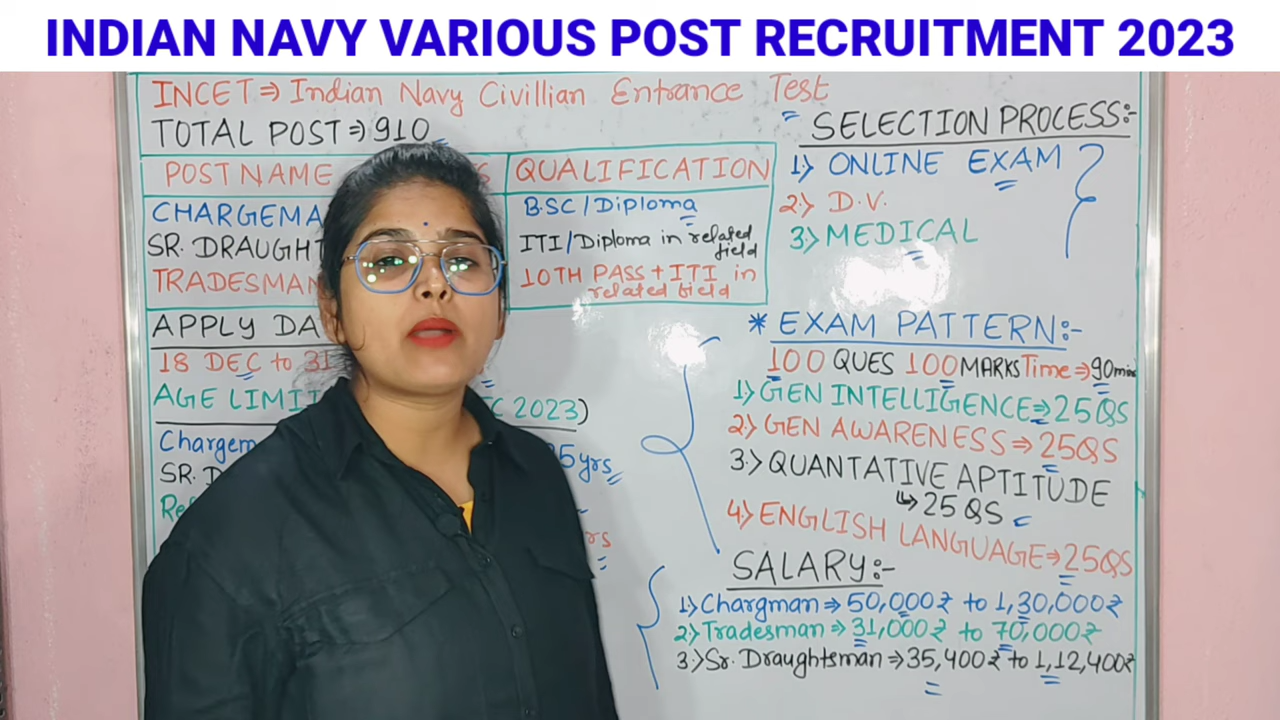 INDIAN NAVY VARIOUS POST RECRUITMENT 2023
INCET⇒ Indian Navy Civillian Entrance Test
TOTAL POST ⇒ 910
POST NAME
QUALIFICATION
CHARGEMA
B.SC/Diploma
SR. DRAUGHT
ITI/Diploma in related
field
TRADESMAN
10TH PASS + ITI in
related field
APPLY DA
18 DEC to 31
AGE LIMI
2023)
Chargem
5yrs
SR. D
Re
rs
SELECTION PROCESS:-
1.> ONLINE EXAM
2.> D.V.
3.> MEDICAL
* EXAM PATTERN:-
100 QUES 100 MARKS Time ⇒ 90min
1> GEN INTELLIGENCE ⇒ 25 QS
2.> GEN AWARENESS ⇒ 25QS
3.> QUANTATIVE APTITUDE
↳ 25 QS
4.> ENGLISH LANGUAGE ⇒ 25QS
SALARY:-
1.> Chargman ⇒ 50,000₹ to 1,30,000₹
2.> Tradesman ⇒ 31,000₹ to 70,000₹
3.> Sr. Draughtsman ⇒ 35,400₹ to 1,12,400₹